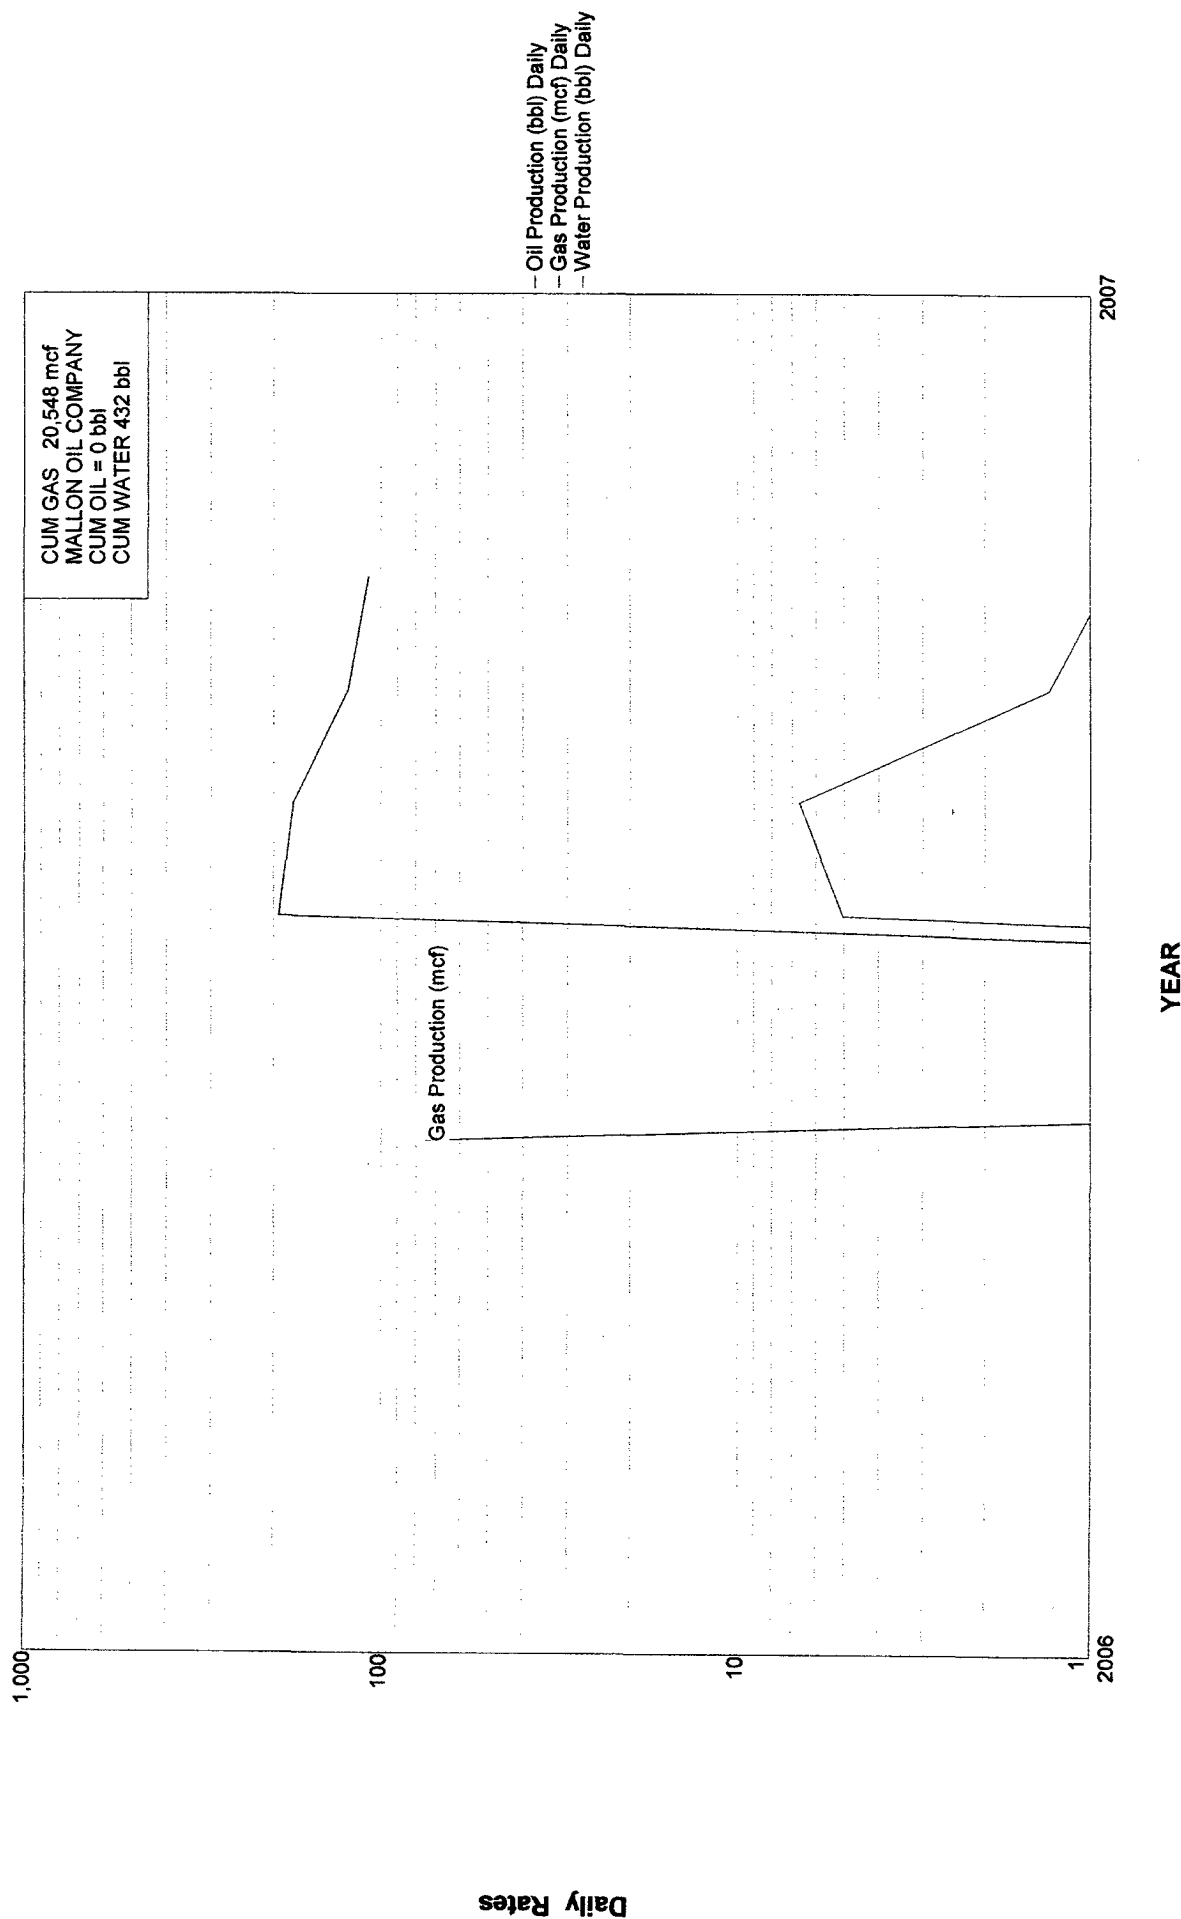 CUM GAS 20,548 mcf
MALLON OIL COMPANY
CUM OIL = 0 bbl
CUM WATER 432 bbl
1,000
100
10
1
Daily Rates
Gas Production (mcf)
Oil Production (bbl) Daily
Gas Production (mcf) Daily
Water Production (bbl) Daily
2006
2007
YEAR